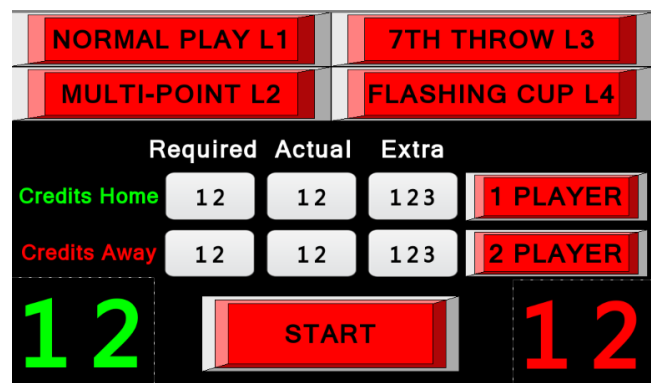 NORMAL PLAY L1 7TH THROW L3
MULTI-POINT L2 FLASHING CUP L4
Required Actual Extra
Credits Home 12 12 123 1 PLAYER
Credits Away 12 12 123 2 PLAYER
12 START 12